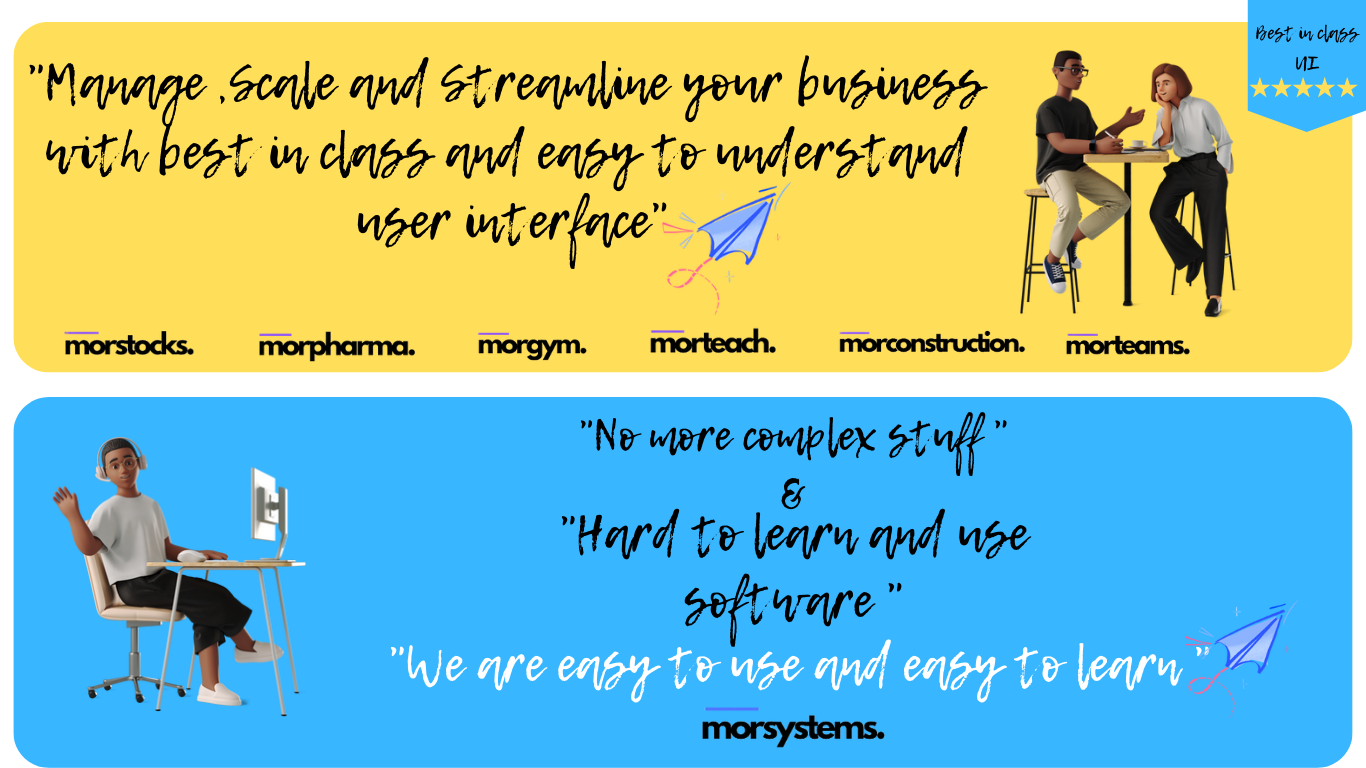 Best in class
UI
"Manage ,Scale and Streamline your business
with best in class and easy to understand
user interface"
morstocks.
morpharma.
morgym.
morteach.
morconstruction.
morteams.
"No more complex stuff "
&
"Hard to learn and use
software "
"We are easy to use and easy to learn "
morsystems.